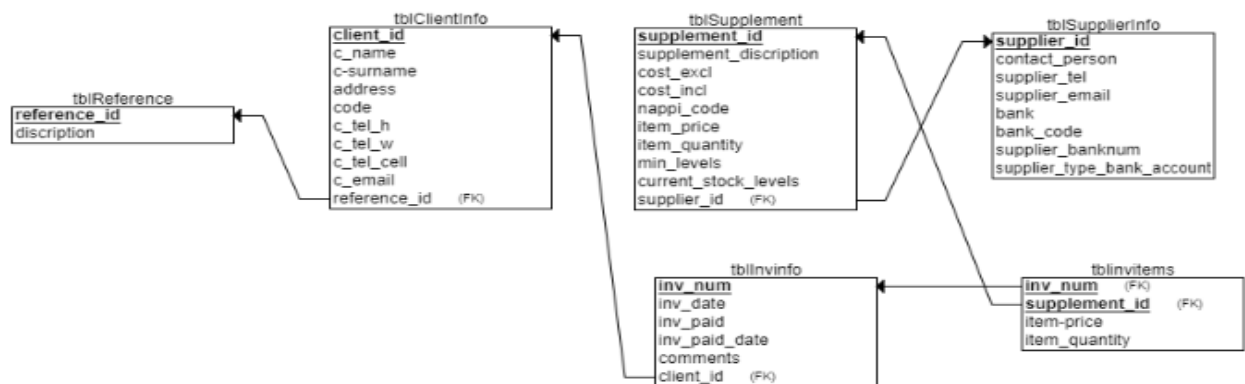 tblReference
reference_id
discription
tblClientInfo
client_id
c_name
c-surname
address
code
c_tel_h
c_tel_w
c_tel_cell
c_email
reference_id (FK)
tblSupplement
supplement_id
supplement_discription
cost_excl
cost_incl
nappi_code
item_price
item_quantity
min_levels
current_stock_levels
supplier_id (FK)
tblSupplierInfo
supplier_id
contact_person
supplier_tel
supplier_email
bank
bank_code
supplier_banknum
supplier_type_bank_account
tblInvinfo
inv_num
inv_date
inv_paid
inv_paid_date
comments
client_id (FK)
tblinvitems
inv_num (FK)
supplement_id (FK)
item-price
item_quantity